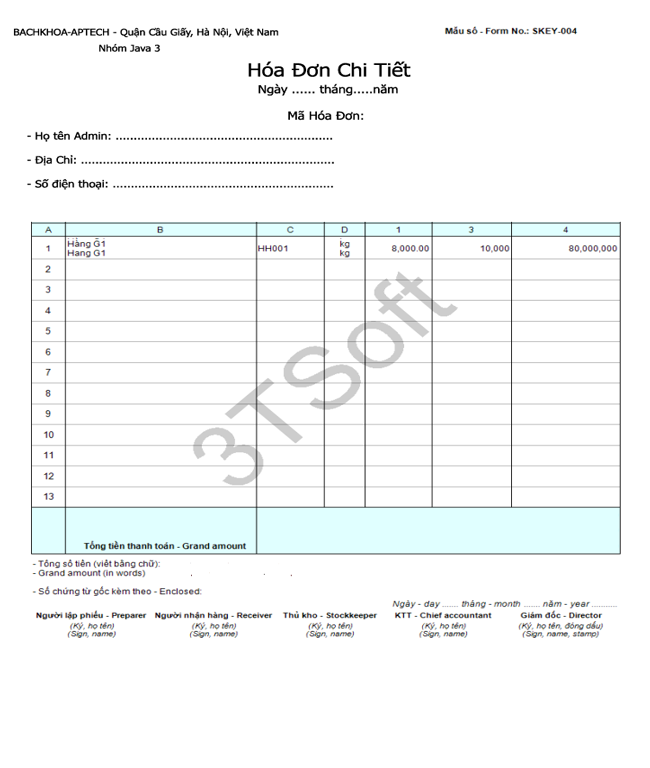 BACHKHOA-APTECH - Quận Cầu Giấy, Hà Nội, Việt Nam
Mẫu số - Form No.: SKEY-004
Nhóm Java 3
Hóa Đơn Chi Tiết
Ngày ...... tháng.....năm
Mã Hóa Đơn:
- Họ tên Admin: ............................................................
- Địa Chỉ: ......................................................................
- Số điện thoại: .............................................................
A B C D 1 3 4
1 Hàng G1 HH001 kg 8,000.00 10,000 80,000,000
Hang G1 kg
2
3
4
5
6
7
8
9
10
11
12
13
3TSoft
Tổng tiền thanh toán - Grand amount
- Tổng số tiền (viết bằng chữ):
- Grand amount (in words)
- Số chứng từ gốc kèm theo - Enclosed:
Ngày - day ....... tháng - month ....... năm - year ...........
Người lập phiếu - Preparer Người nhận hàng - Receiver Thủ kho - Stockkeeper KTT - Chief accountant Giám đốc - Director
(Ký, họ tên) (Ký, họ tên) (Ký, họ tên) (Ký, họ tên) (Ký, họ tên, đóng dấu)
(Sign, name) (Sign, name) (Sign, name) (Sign, name) (Sign, name, stamp)